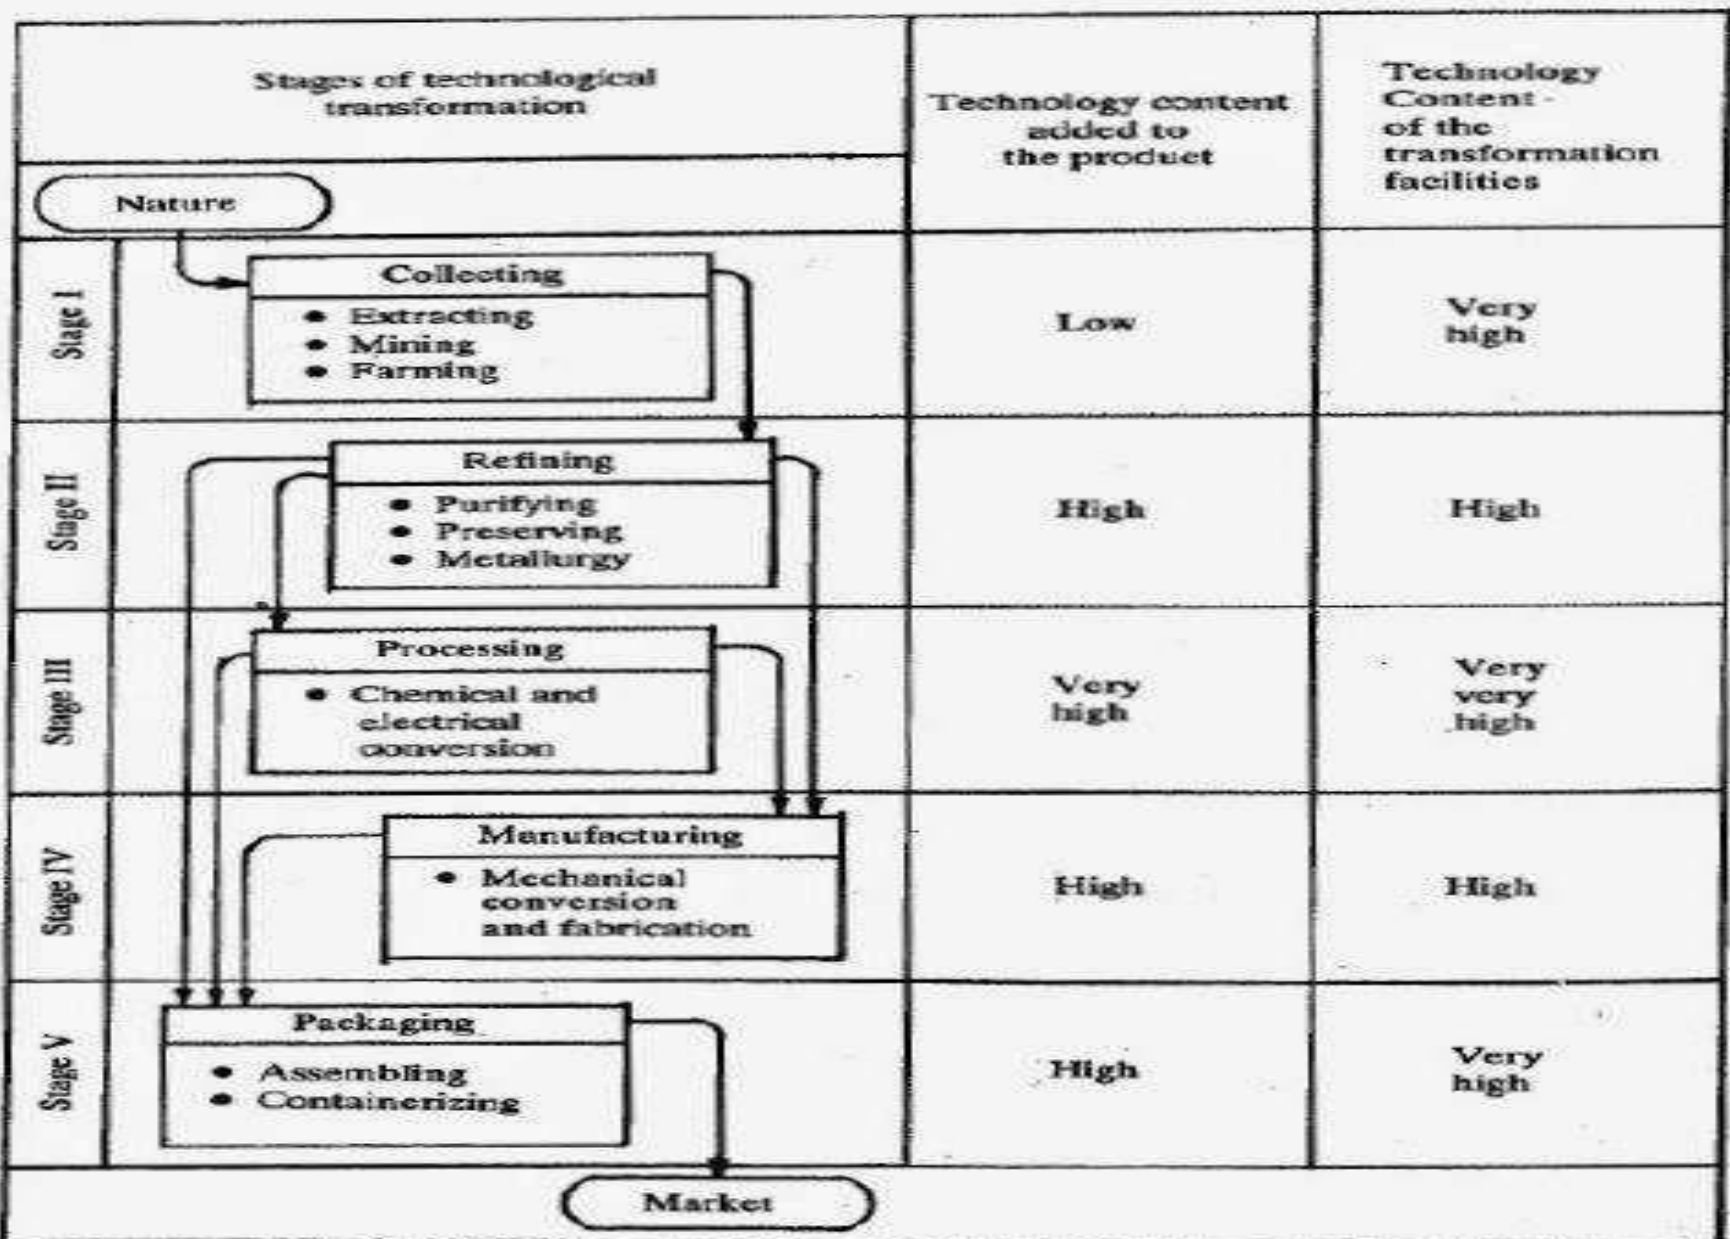 Stages of technological
transformation
Technology content
added to
the product
Technology
Content -
of the
transformation
facilities
Nature
Stage I
Collecting
• Extracting
• Mining
• Farming
Low
Very
high
Stage II
Refining
• Purifying
• Preserving
• Metallurgy
High
High
Stage III
Processing
• Chemical and
electrical
conversion
Very
high
Very
very
high
Stage IV
Manufacturing
• Mechanical
conversion
and fabrication
High
High
Stage V
Packaging
• Assembling
• Containerizing
High
Very
high
Market